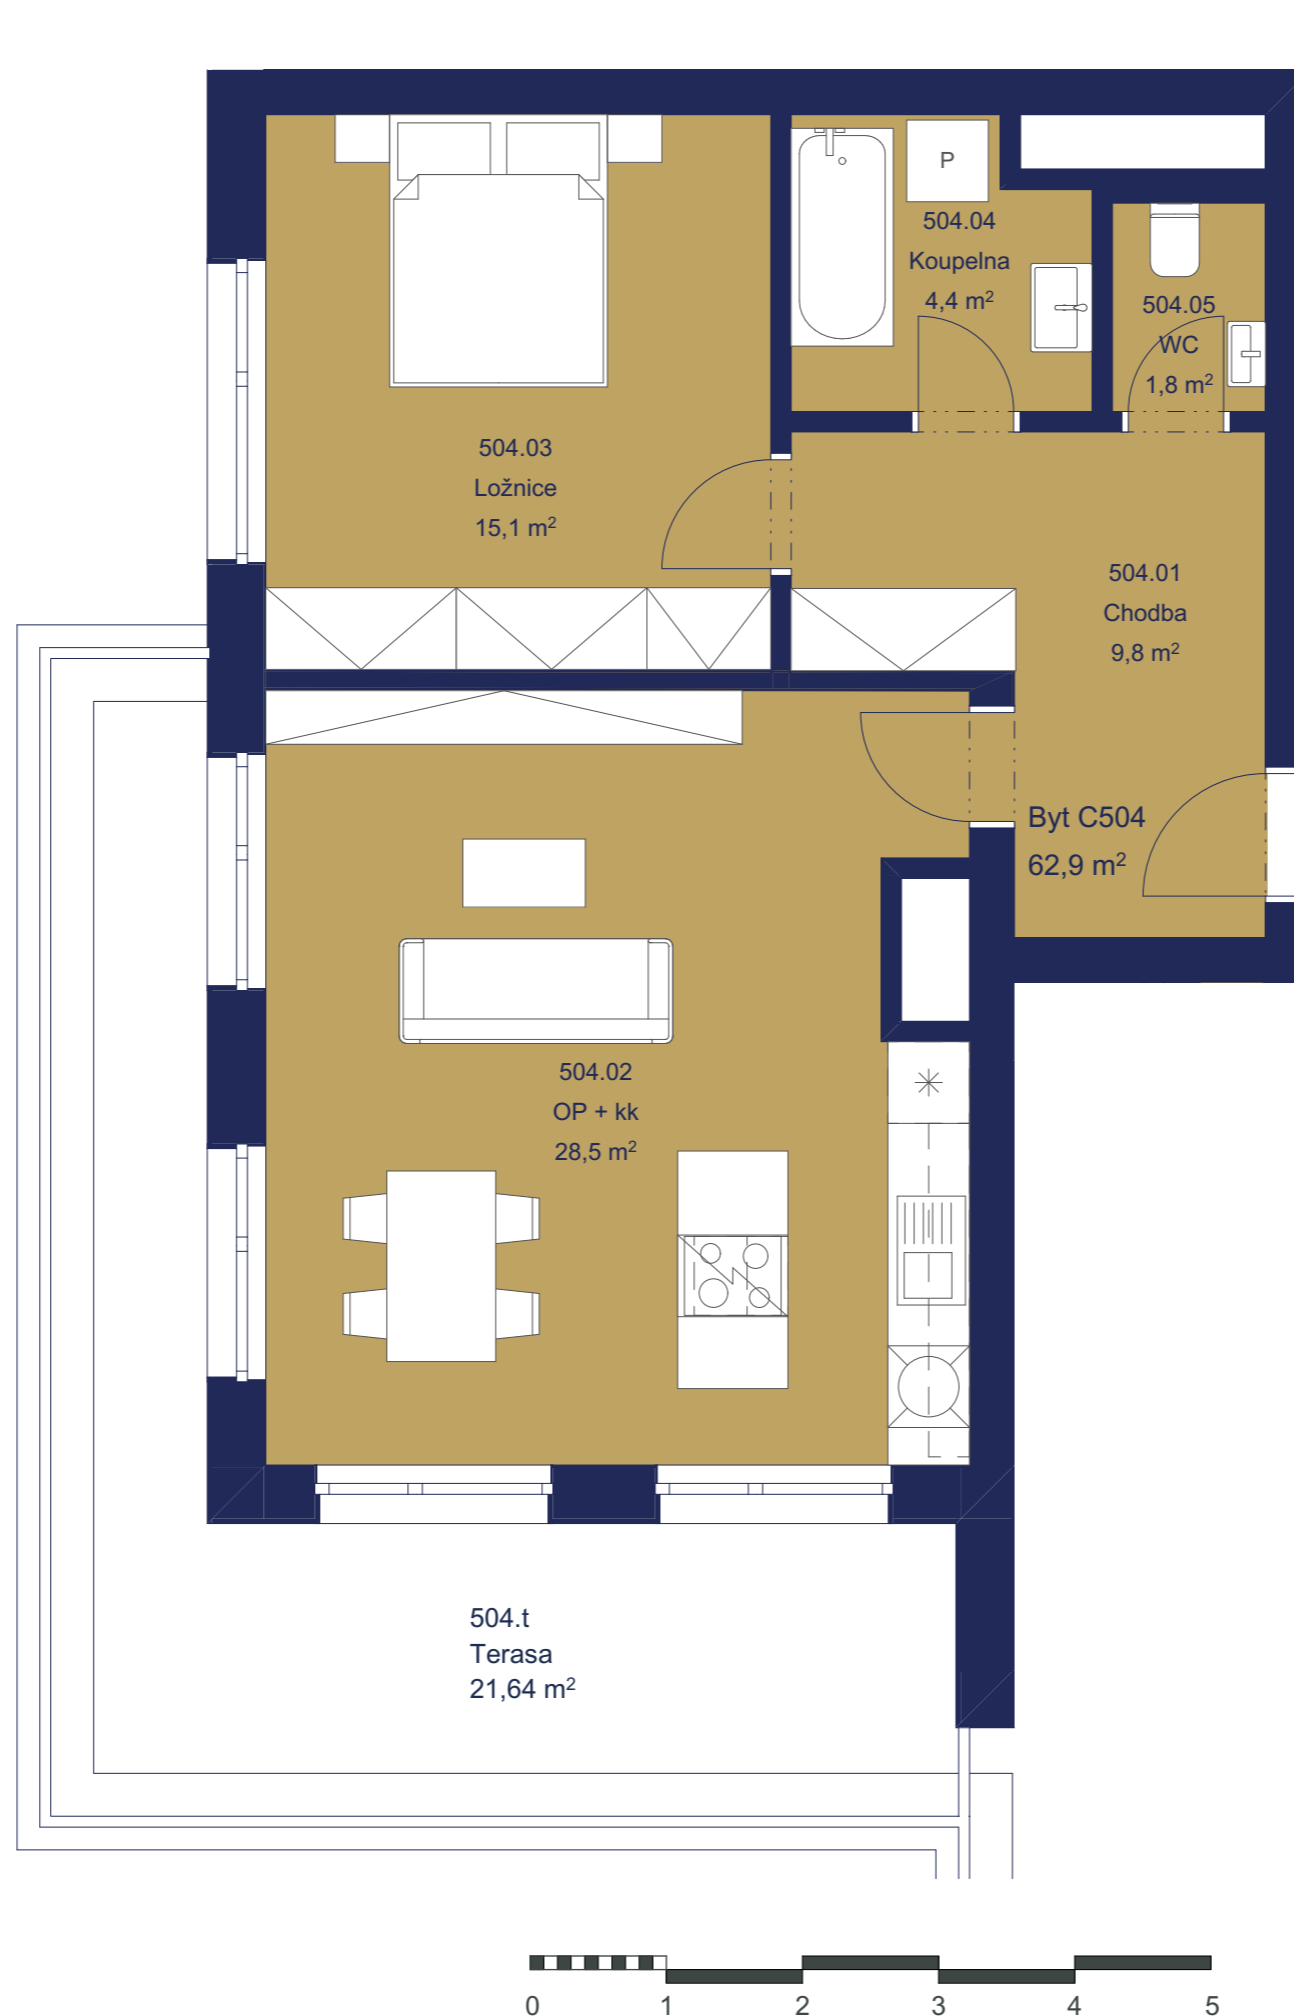 P
504.04
Koupelna
4,4 m²
504.05
WC
1,8 m²
504.03
Ložnice
15,1 m²
504.01
Chodba
9,8 m²
Byt C504
62,9 m²
504.02
OP + kk
28,5 m²
504.t
Terasa
21,64 m²
0 1 2 3 4 5